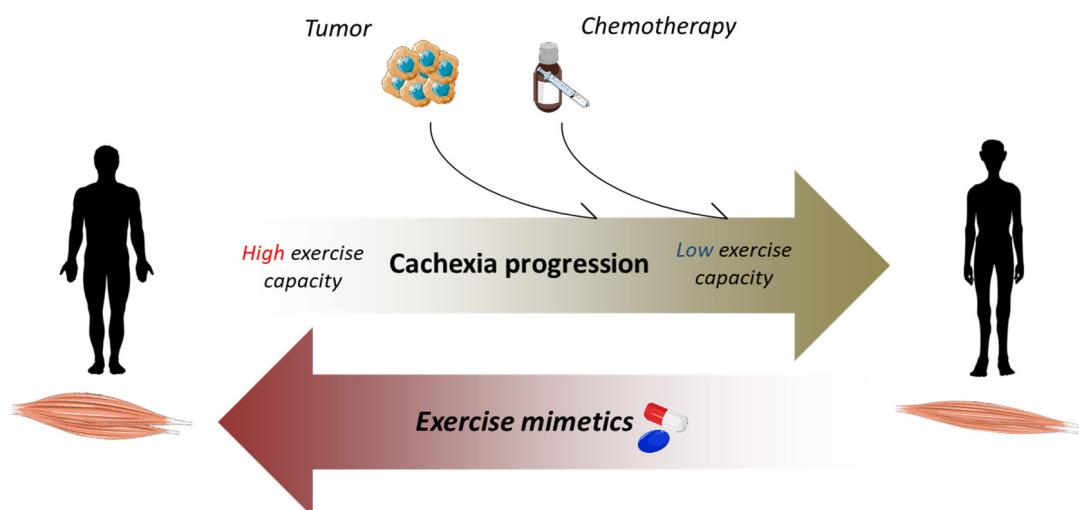 Tumor
Chemotherapy
High exercise
capacity
Cachexia progression
Low exercise
capacity
Exercise mimetics